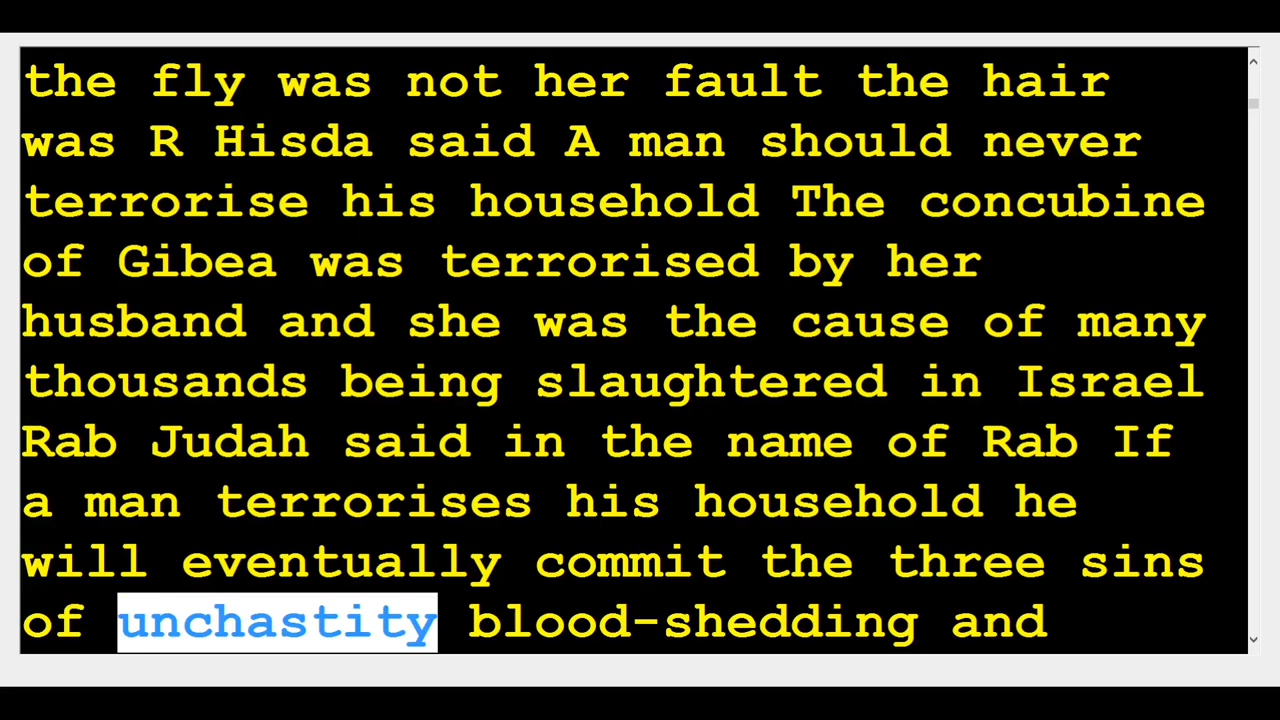 the fly was not her fault the hair
was R Hisda said A man should never
terrorise his household The concubine
of Gibea was terrorised by her
husband and she was the cause of many
thousands being slaughtered in Israel
Rab Judah said in the name of Rab If
a man terrorises his household he
will eventually commit the three sins
of unchastity blood-shedding and